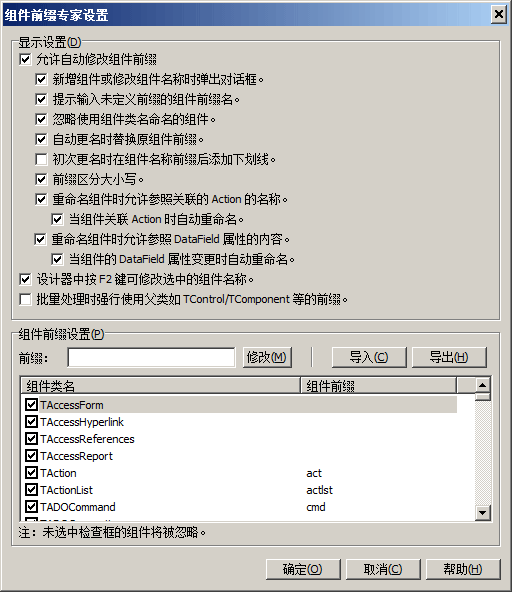 组件前缀专家设置
显示设置(D)
允许自动修改组件前缀
新增组件或修改组件名称时弹出对话框。
提示输入未定义前缀的组件前缀名。
忽略使用组件类名命名的组件。
自动更名时替换原组件前缀。
初次更名时在组件名称前缀后添加下划线。
前缀区分大小写。
重命名组件时允许参照关联的 Action 的名称。
当组件关联 Action 时自动重命名。
重命名组件时允许参照 DataField 属性的内容。
当组件的 DataField 属性变更时自动重命名。
设计器中按 F2 键可修改选中的组件名称。
批量处理时强行使用父类如 TControl/TComponent 等的前缀。
组件前缀设置(P)
前缀： 修改(M) 导入(C) 导出(H)
组件类名 组件前缀
TAccessForm
TAccessHyperlink
TAccessReferences
TAccessReport
TAction act
TActionList actlst
TADOCommand cmd
注：未选中检查框的组件将被忽略。
确定(O) 取消(C) 帮助(H)